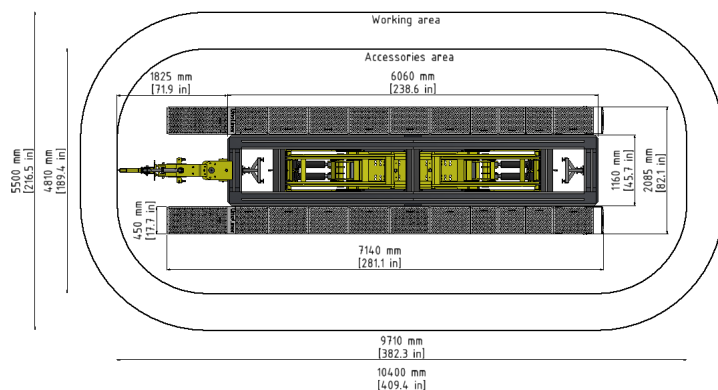 Working area
Accessories area
1825 mm
[71.9 in]
6060 mm
[238.6 in]
5500 mm
[216.5 in]
4810 mm
[189.4 in]
450 mm
[17.7 in]
1160 mm
[45.7 in]
2085 mm
[82.1 in]
7140 mm
[281.1 in]
9710 mm
[382.3 in]
10400 mm
[409.4 in]